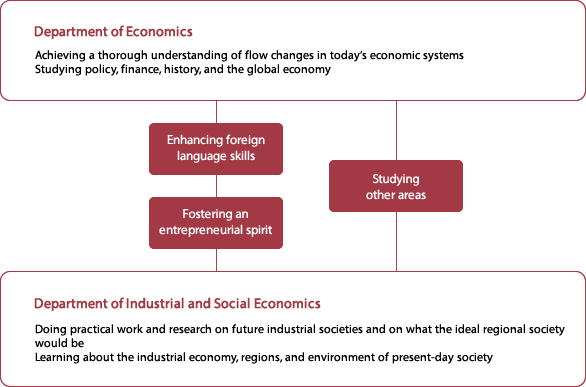 Department of Economics
Achieving a thorough understanding of flow changes in today's economic systems
Studying policy, finance, history, and the global economy
Enhancing foreign
language skills
Studying
other areas
Fostering an
entrepreneurial spirit
Department of Industrial and Social Economics
Doing practical work and research on future industrial societies and on what the ideal regional society
would be
Learning about the industrial economy, regions, and environment of present-day society